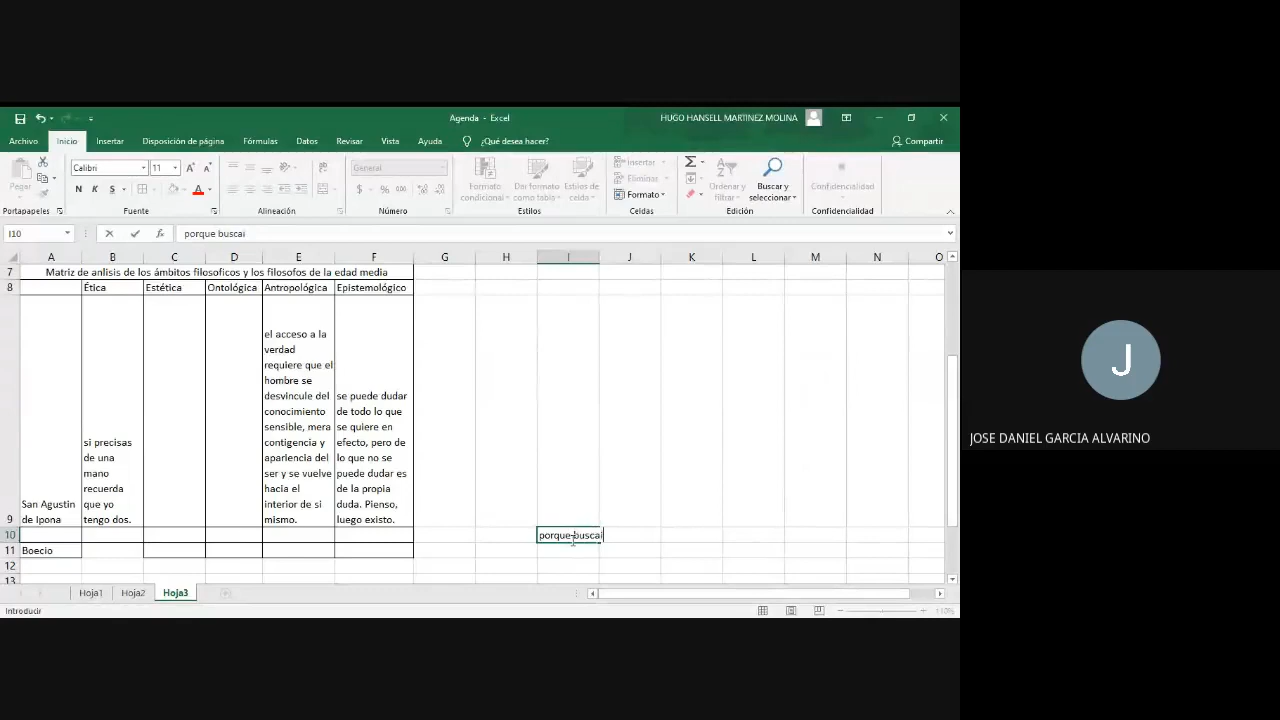 Agenda - Excel
HUGO HANSELL MARTINEZ MOLINA
Archivo Inicio Insertar Disposición de página Fórmulas Datos Revisar Vista Ayuda ¿Qué desea hacer? Compartir
Pegar
Calibri 11
N K S
General
Formato condicional
Dar formato como tabla
Estilos de celda
Insertar
Eliminar
Formato
Ordenar y filtrar
Buscar y seleccionar
Confidencialidad
Portapapeles Fuente Alineación Número Estilos Celdas Edición Confidencialidad
I10 fx porque buscai
A B C D E F G H I J K L M N O
7 Matriz de anlisis de los ámbitos filosoficos y los filosofos de la edad media
8 Ética Estética Ontológica Antropológica Epistemológico
9
San Agustin
de Ipona
si precisas
de una
mano
recuerda
que yo
tengo dos.
el acceso a la
verdad
requiere que el
hombre se
desvincule del
conocimiento
sensible, mera
contigencia y
apariencia del
ser y se vuelve
hacia el
interior de si
mismo.
se puede dudar
de todo lo que
se quiere en
efecto, pero de
lo que no se
puede dudar es
de la propia
duda. Pienso,
luego existo.
10 porque buscai
11 Boecio
12
13
Hoja1 Hoja2 Hoja3
Introducir 110%
J
JOSE DANIEL GARCIA ALVARINO